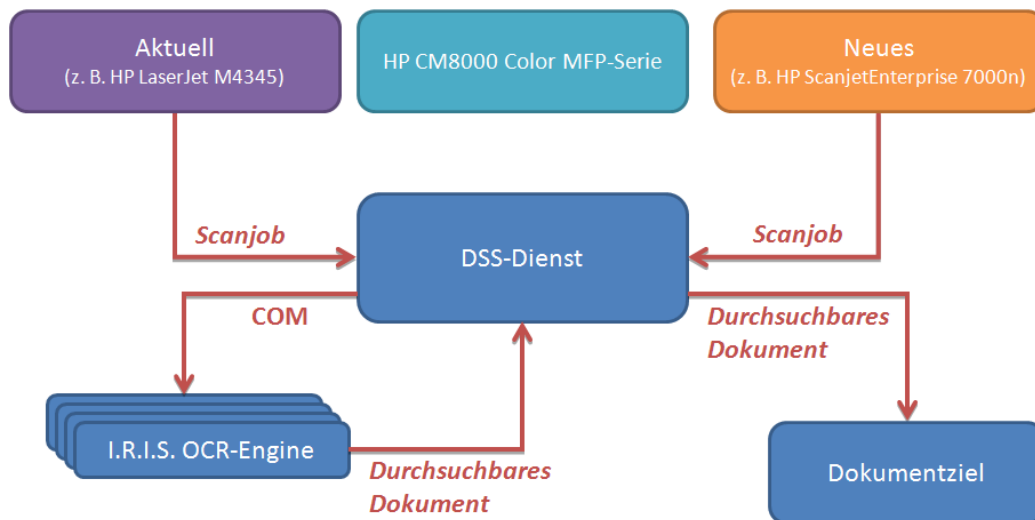 Aktuell
(z. B. HP LaserJet M4345)
HP CM8000 Color MFP-Serie
Neues
(z. B. HP ScanjetEnterprise 7000n)
Scanjob
DSS-Dienst
Scanjob
COM
Durchsuchbares
Dokument
I.R.I.S. OCR-Engine
Durchsuchbares
Dokument
Dokumentziel